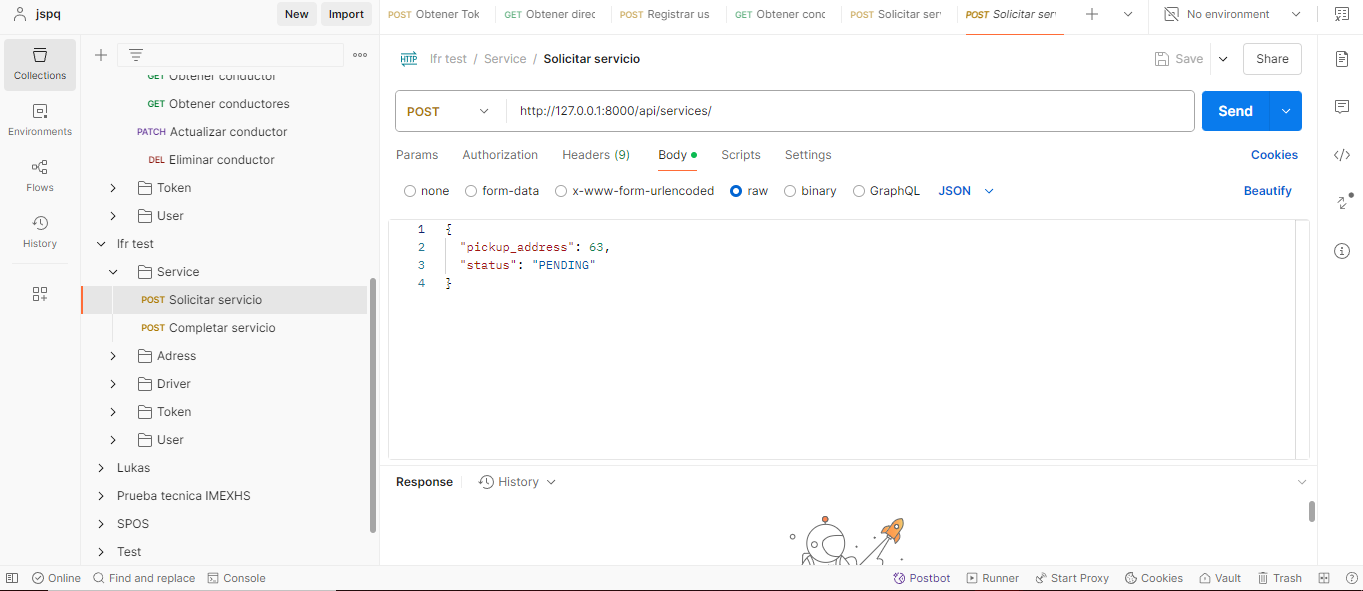 jspq
New
Import
POST Obtener Tok
GET Obtener direc
POST Registrar us
GET Obtener conc
POST Solicitar ser
POST Solicitar ser
No environment
Collections
Environments
Flows
History
GET Obtener conductor
GET Obtener conductores
PATCH Actualizar conductor
DEL Eliminar conductor
Token
User
lfr test
Service
POST Solicitar servicio
POST Completar servicio
Adress
Driver
Token
User
Lukas
Prueba tecnica IMEXHS
SPOS
Test
HTTP lfr test / Service / Solicitar servicio
Save
Share
POST
http://127.0.0.1:8000/api/services/
Send
Params Authorization Headers (9) Body Scripts Settings
Cookies
none form-data x-www-form-urlencoded raw binary GraphQL JSON
Beautify
1 {
2 "pickup_address": 63,
3 "status": "PENDING"
4 }
Response
History
Online
Find and replace
Console
Postbot
Runner
Start Proxy
Cookies
Vault
Trash